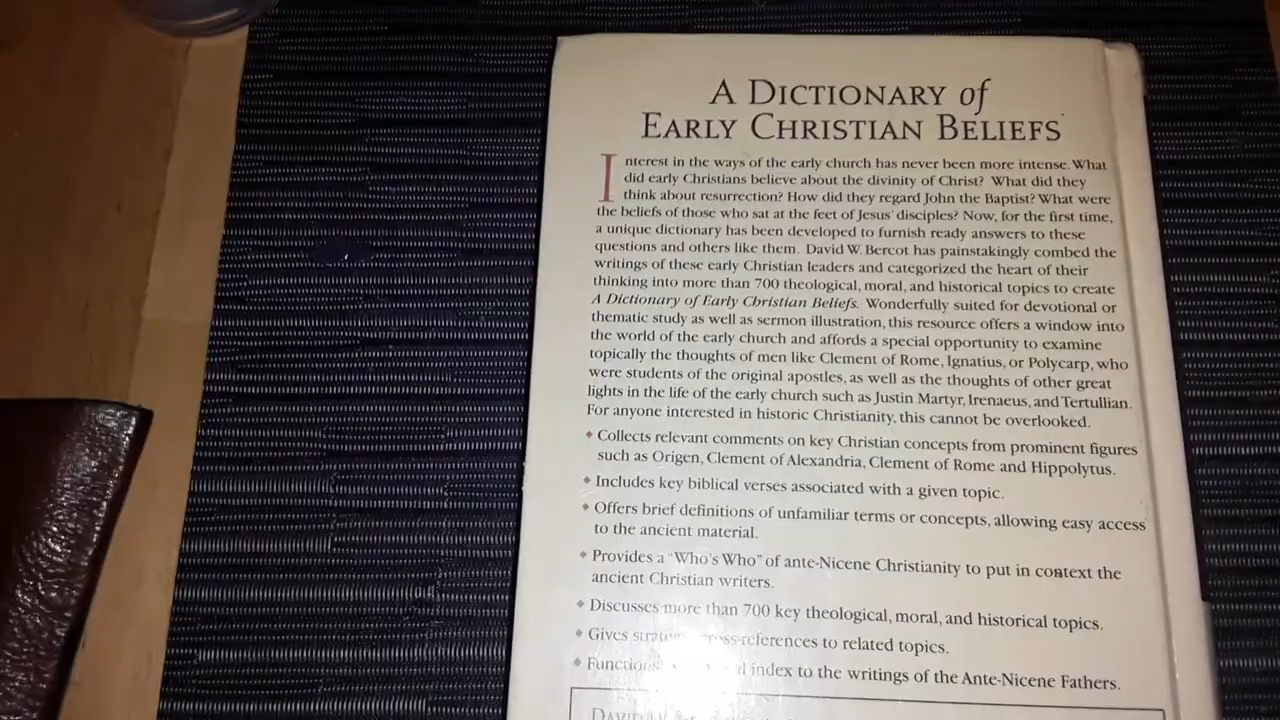 A DICTIONARY of
EARLY CHRISTIAN BELIEFS
Interest in the ways of the early church has never been more intense. What
did early Christians believe about the divinity of Christ? What did they
think about resurrection? How did they regard John the Baptist? What were
the beliefs of those who sat at the feet of Jesus' disciples? Now, for the first time,
a unique dictionary has been developed to furnish ready answers to these
questions and others like them. David W. Bercot has painstakingly combed the
writings of these early Christian leaders and categorized the heart of their
thinking into more than 700 theological, moral, and historical topics to create
A Dictionary of Early Christian Beliefs. Wonderfully suited for devotional or
thematic study as well as sermon illustration, this resource offers a window into
the world of the early church and affords a special opportunity to examine
topically the thoughts of men like Clement of Rome, Ignatius, or Polycarp, who
were students of the original apostles, as well as the thoughts of other great
lights in the life of the early church such as Justin Martyr, Irenaeus, and Tertullian.
For anyone interested in historic Christianity, this cannot be overlooked.
◆ Collects relevant comments on key Christian concepts from prominent figures
such as Origen, Clement of Alexandria, Clement of Rome and Hippolytus.
◆ Includes key biblical verses associated with a given topic.
◆ Offers brief definitions of unfamiliar terms or concepts, allowing easy access
to the ancient material.
◆ Provides a "Who's Who" of ante-Nicene Christianity to put in context the
ancient Christian writers.
◆ Discusses more than 700 key theological, moral, and historical topics.
◆ Gives cross-references to related topics.
◆ index to the writings of the Ante-Nicene Fathers.
DAVID